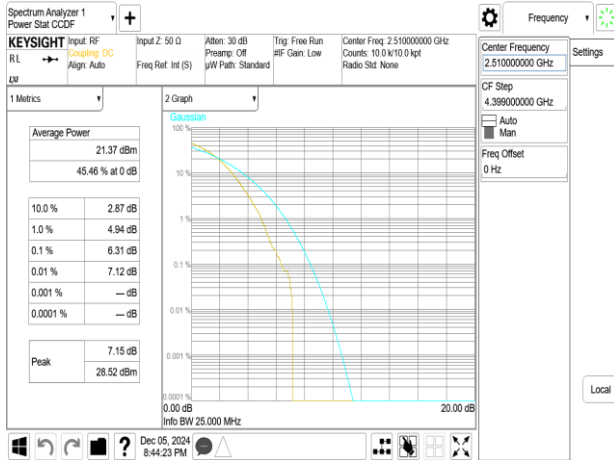 Spectrum Analyzer 1
Power Stat CCDF
Frequency
KEYSIGHT
RL
LXI
Input: RF
Coupling: DC
Align: Auto
Input Z: 50 Ω
Freq Ref: Int (S)
Atten: 30 dB
Preamp: Off
µW Path: Standard
Trig: Free Run
#IF Gain: Low
Center Freq: 2.510000000 GHz
Counts: 10.0 k/10.0 kpt
Radio Std: None
Center Frequency
2.510000000 GHz
Settings
CF Step
4.399000000 GHz
Auto
Man
Freq Offset
0 Hz
Local
1 Metrics
Average Power
21.37 dBm
45.46 % at 0 dB
10.0 % 2.87 dB
1.0 % 4.94 dB
0.1 % 6.31 dB
0.01 % 7.12 dB
0.001 % --- dB
0.0001 % --- dB
Peak
7.15 dB
28.52 dBm
2 Graph
Gaussian
100 %
10 %
1 %
0.1 %
0.01 %
0.001 %
0.0001 %
0.00 dB 20.00 dB
Info BW 25.000 MHz
?
Dec 05, 2024
8:44:23 PM